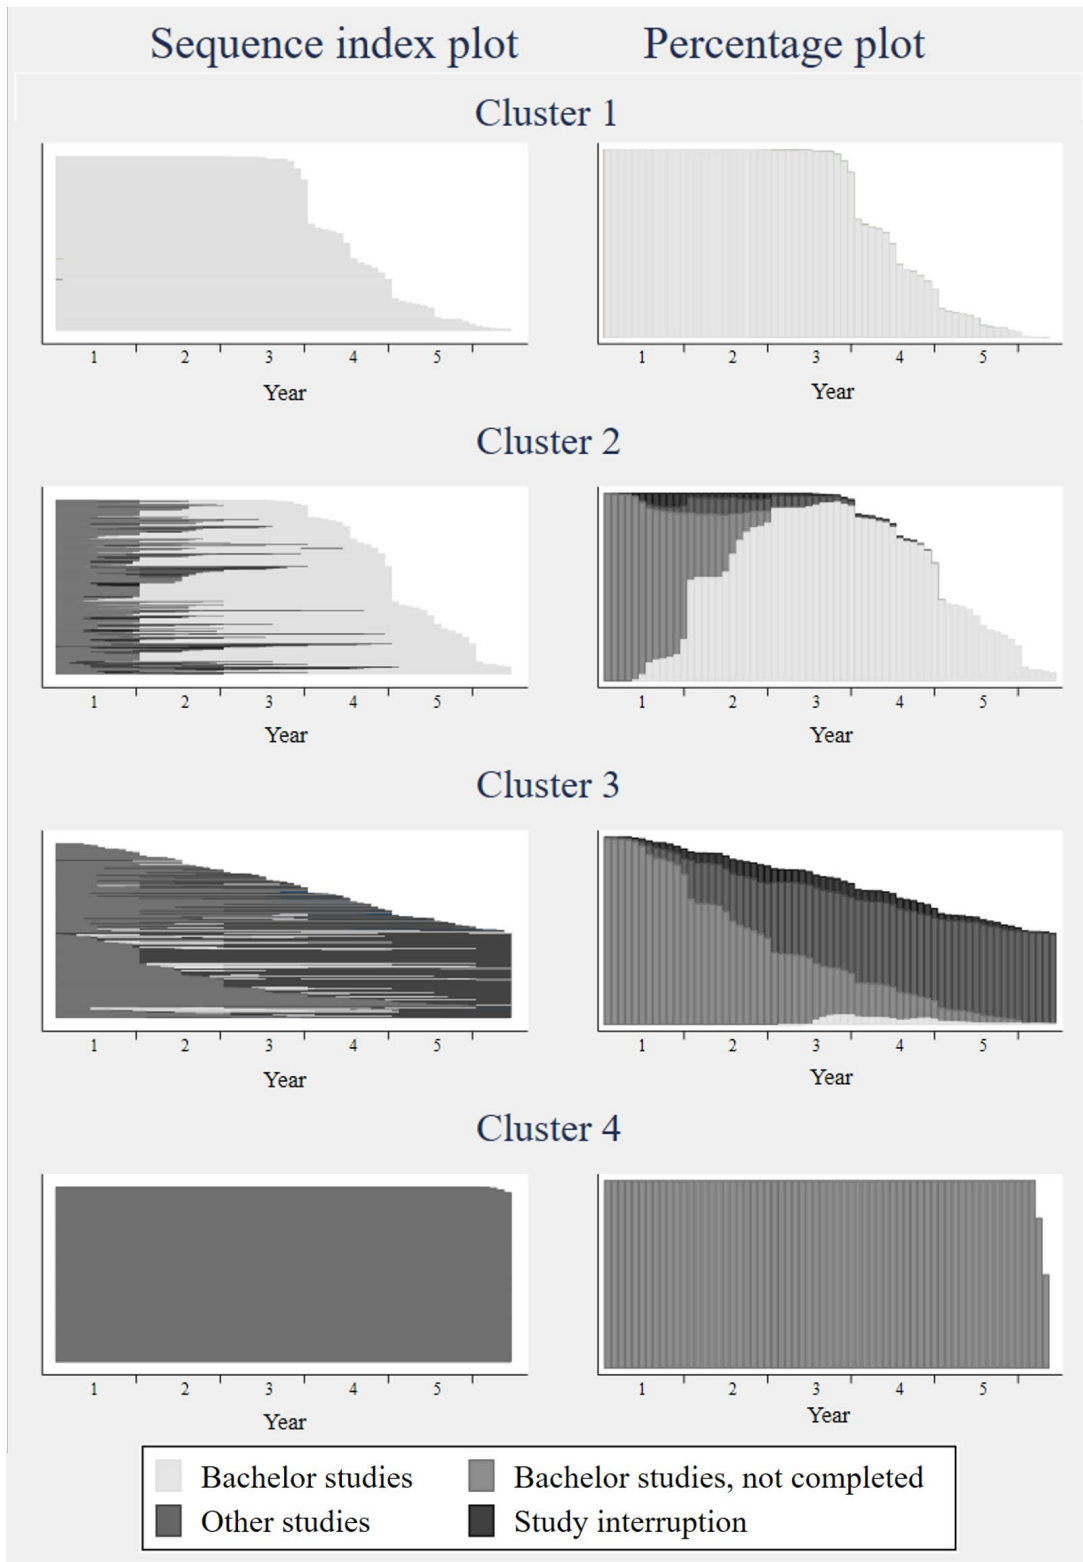 Sequence index plot Percentage plot
Cluster 1
1 2 3 4 5 1 2 3 4 5
Year Year
Cluster 2
1 2 3 4 5 1 2 3 4 5
Year Year
Cluster 3
1 2 3 4 5 1 2 3 4 5
Year Year
Cluster 4
1 2 3 4 5 1 2 3 4 5
Year Year
Bachelor studies Bachelor studies, not completed
Other studies Study interruption